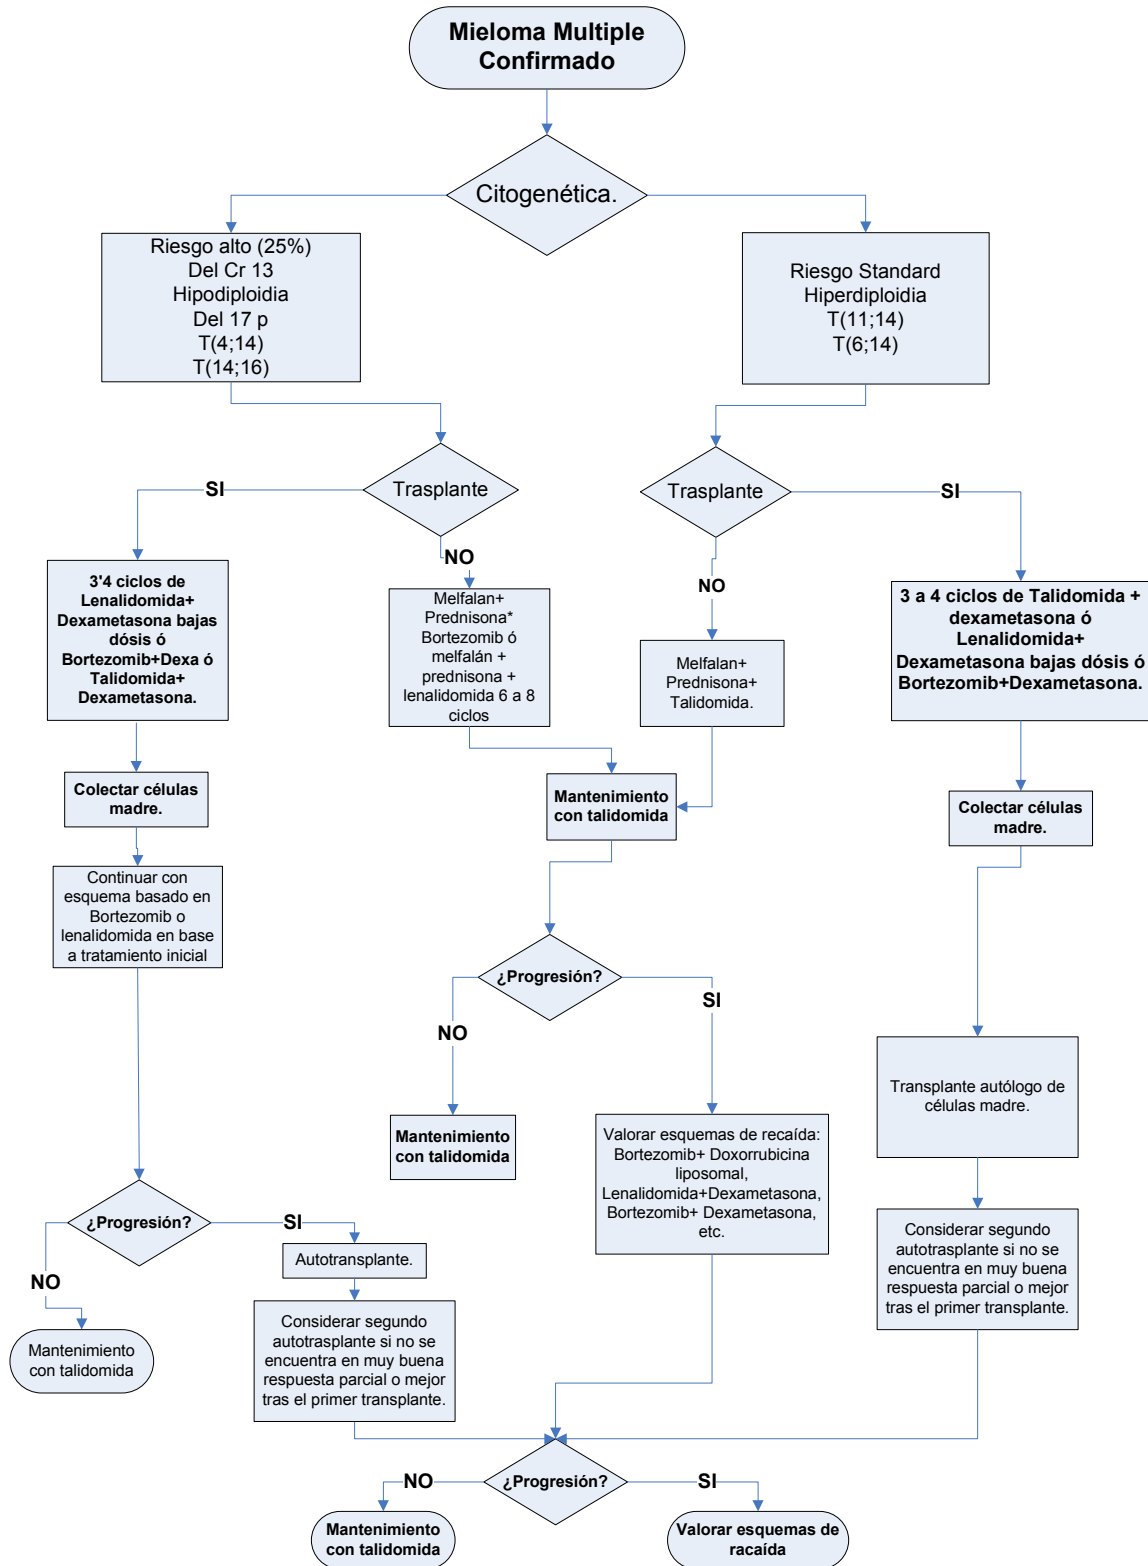 Mieloma Multiple
Confirmado
Citogenética.
Riesgo alto (25%)
Del Cr 13
Hipodiploidia
Del 17 p
T(4;14)
T(14;16)
Riesgo Standard
Hiperdiploidia
T(11;14)
T(6;14)
Trasplante
SI
NO
Trasplante
SI
NO
3'4 ciclos de
Lenalidomida+
Dexametasona bajas
dósis ó
Bortezomib+Dexa ó
Talidomida+
Dexametasona.
Melfalan+
Prednisona*
Bortezomib ó
melfalán +
prednisona +
lenalidomida 6 a 8
ciclos
Melfalan+
Prednisona+
Talidomida.
3 a 4 ciclos de Talidomida +
dexametasona ó
Lenalidomida+
Dexametasona bajas dósis ó
Bortezomib+Dexametasona.
Colectar células
madre.
Mantenimiento
con talidomida
Colectar células
madre.
Continuar con
esquema basado en
Bortezomib o
lenalidomida en base
a tratamiento inicial
¿Progresión?
NO
SI
Mantenimiento
con talidomida
Valorar esquemas de recaída:
Bortezomib+ Doxorrubicina
liposomal,
Lenalidomida+Dexametasona,
Bortezomib+ Dexametasona,
etc.
Transplante autólogo de
células madre.
¿Progresión?
SI
NO
Autotransplante.
Mantenimiento
con talidomida
Considerar segundo
autotrasplante si no se
encuentra en muy buena
respuesta parcial o mejor
tras el primer transplante.
Considerar segundo
autotrasplante si no se
encuentra en muy buena
respuesta parcial o mejor
tras el primer transplante.
¿Progresión?
NO
SI
Mantenimiento
con talidomida
Valorar esquemas de
racaída